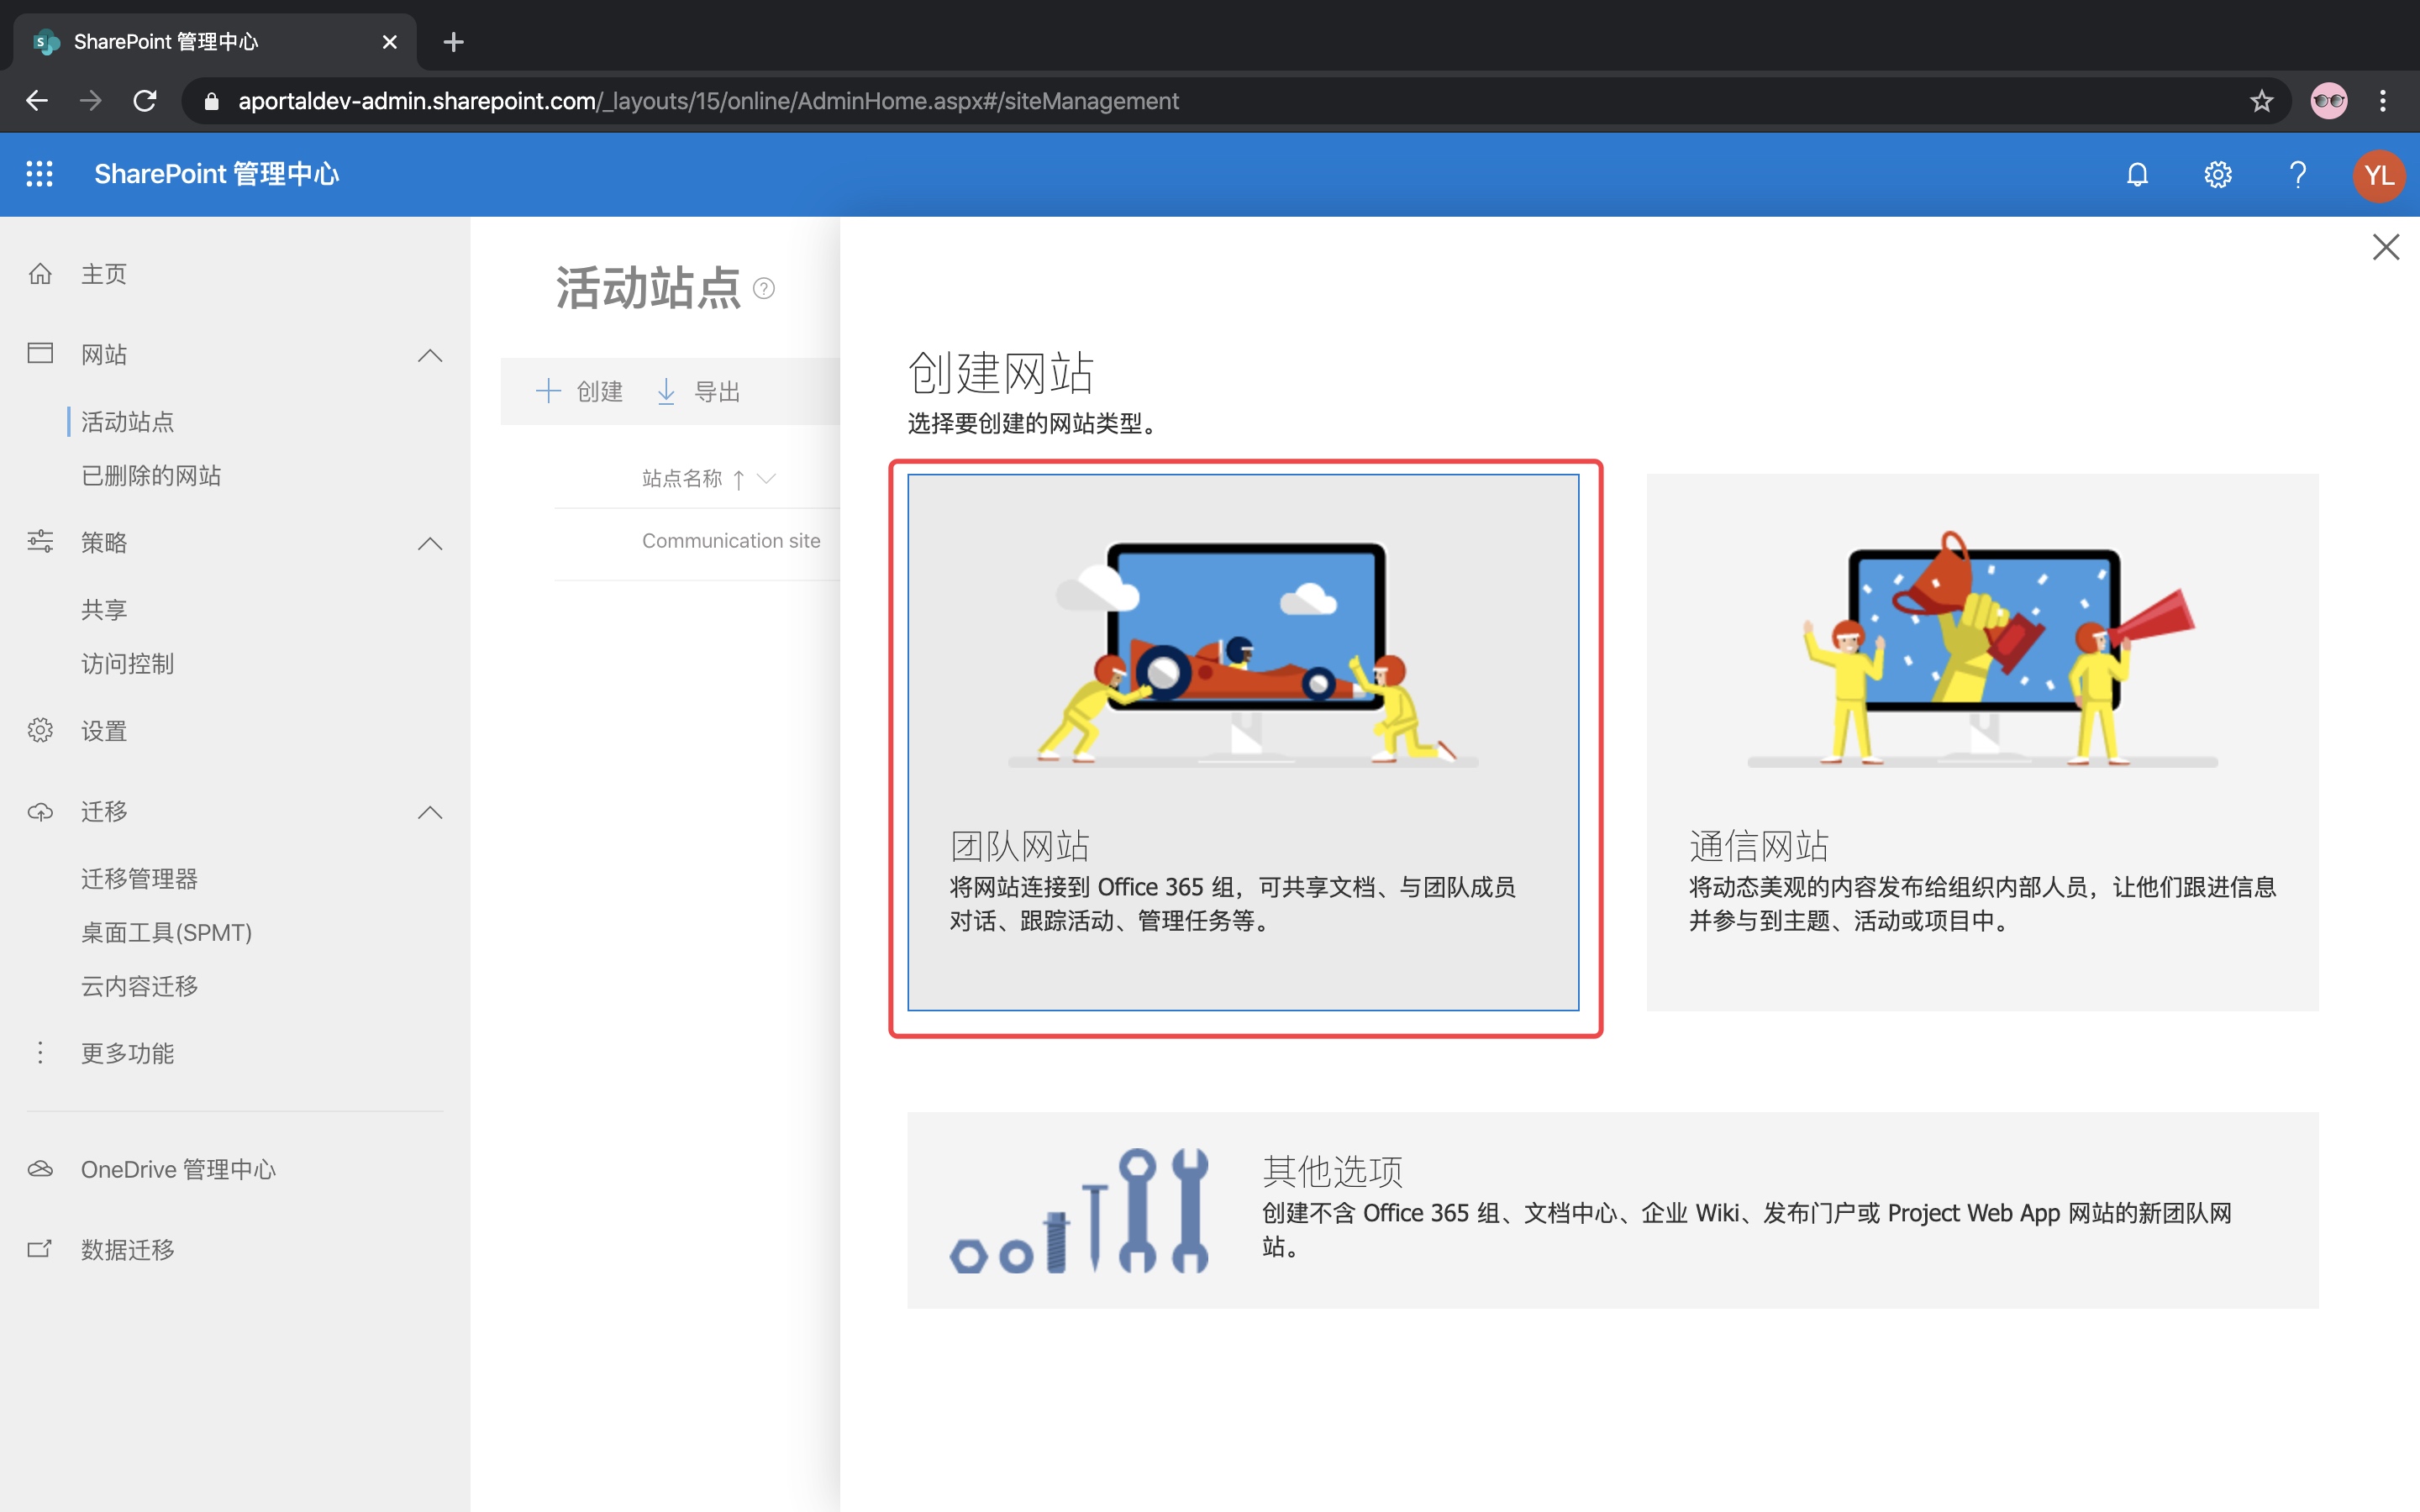 SharePoint 管理中心
aportaldev-admin.sharepoint.com/_layouts/15/online/AdminHome.aspx#/siteManagement
SharePoint 管理中心
YL
主页
网站
活动站点
已删除的网站
策略
共享
访问控制
设置
迁移
迁移管理器
桌面工具(SPMT)
云内容迁移
更多功能
OneDrive 管理中心
数据迁移
活动站点
创建 导出
站点名称
Communication site
创建网站
选择要创建的网站类型。
团队网站
将网站连接到 Office 365 组，可共享文档、与团队成员
对话、跟踪活动、管理任务等。
通信网站
将动态美观的内容发布给组织内部人员，让他们跟进信息
并参与到主题、活动或项目中。
其他选项
创建不含 Office 365 组、文档中心、企业 Wiki、发布门户或 Project Web App 网站的新团队网
站。